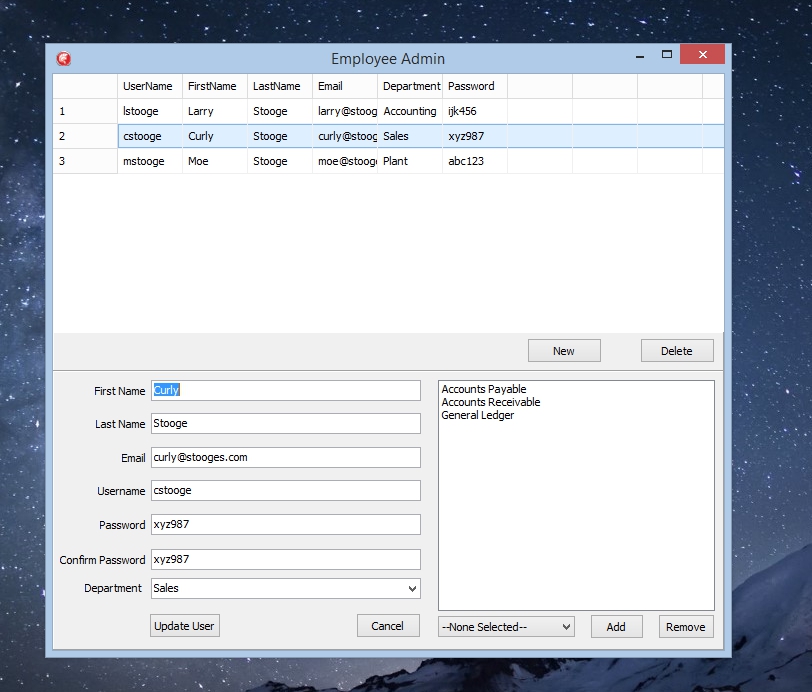 Employee Admin
UserName FirstName LastName Email Department Password
1 lstooge Larry Stooge larry@stoog Accounting ijk456
2 cstooge Curly Stooge curly@stoog Sales xyz987
3 mstooge Moe Stooge moe@stoog Plant abc123
New Delete
First Name Curly
Last Name Stooge
Email curly@stooges.com
Username cstooge
Password xyz987
Confirm Password xyz987
Department Sales
Update User Cancel
Accounts Payable
Accounts Receivable
General Ledger
--None Selected-- Add Remove